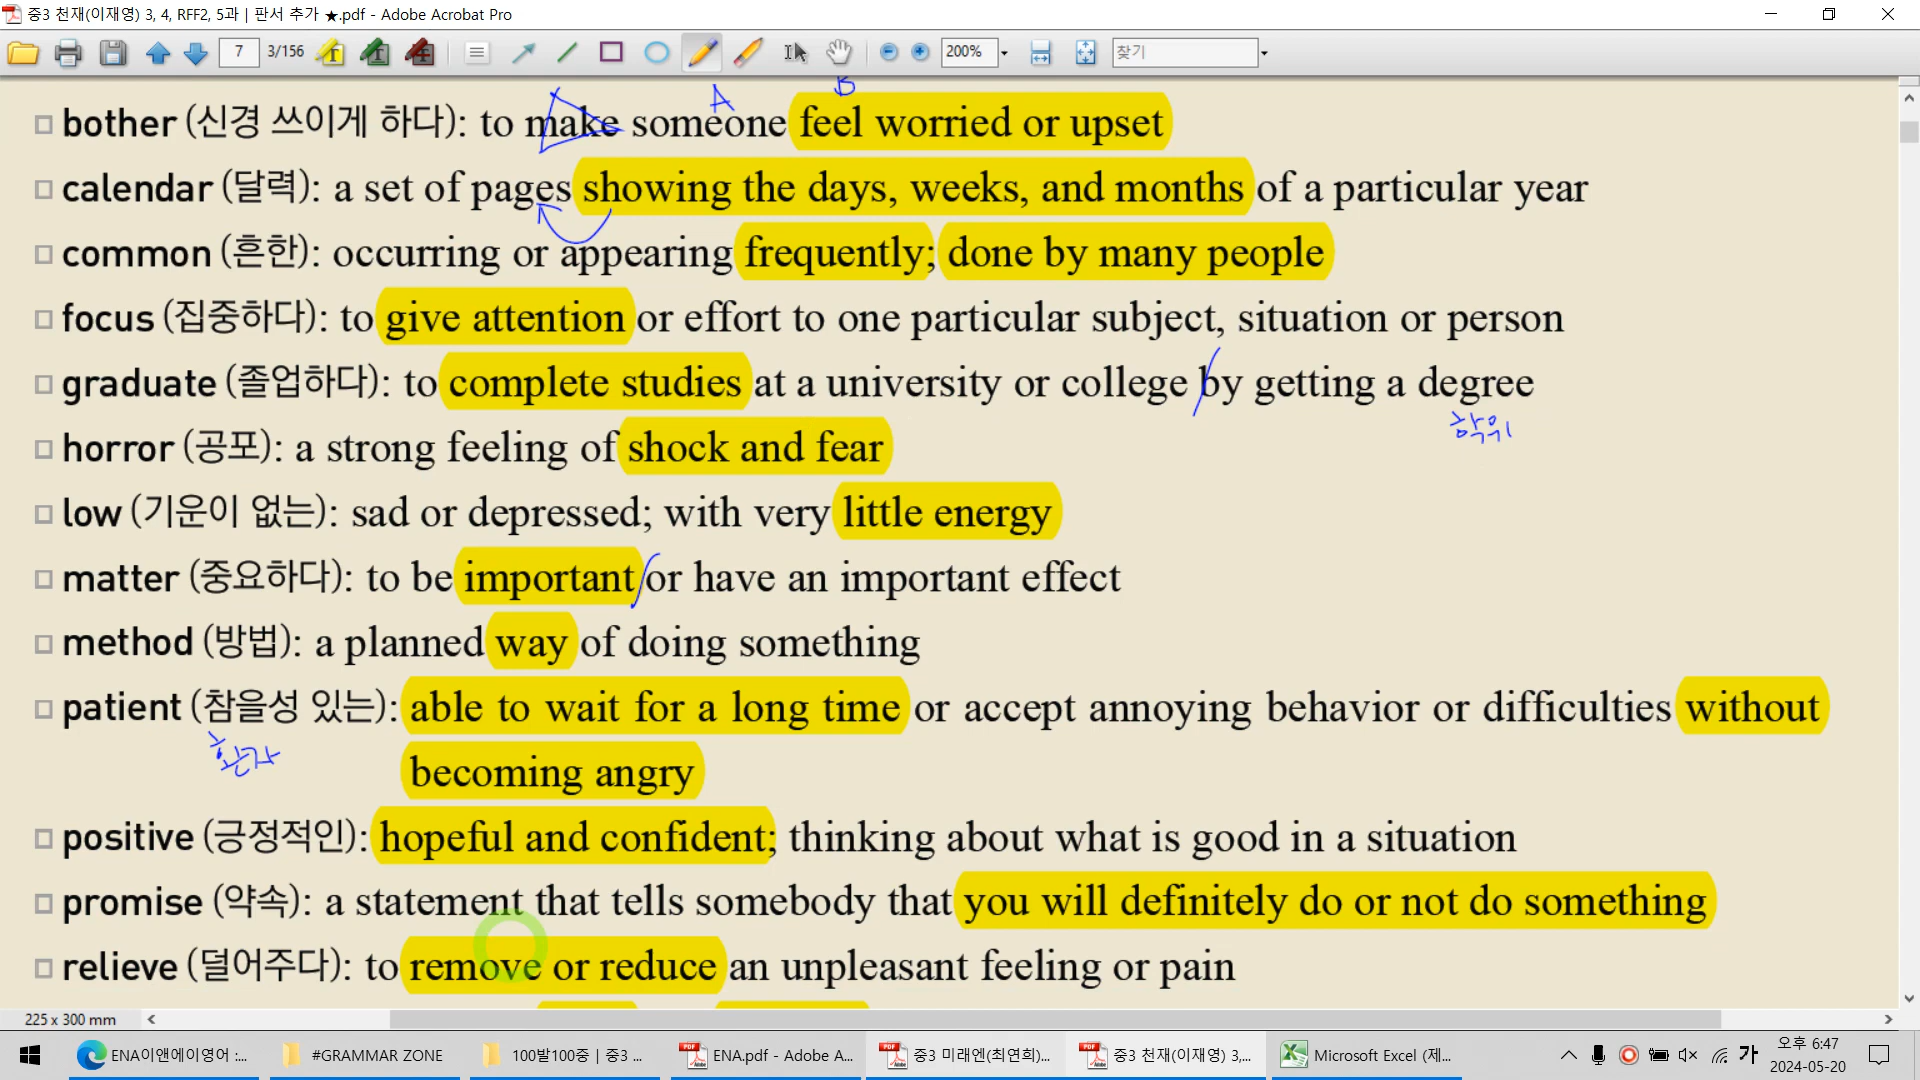 중3 천재(이재영) 3, 4, RFF2, 5과 | 판서 추가 ★.pdf - Adobe Acrobat Pro
7 3/156 200% 찾기
A B
bother (신경 쓰이게 하다): to make someone feel worried or upset
calendar (달력): a set of pages showing the days, weeks, and months of a particular year
common (흔한): occurring or appearing frequently; done by many people
focus (집중하다): to give attention or effort to one particular subject, situation or person
graduate (졸업하다): to complete studies at a university or college by getting a degree
학위
horror (공포): a strong feeling of shock and fear
low (기운이 없는): sad or depressed; with very little energy
matter (중요하다): to be important or have an important effect
method (방법): a planned way of doing something
patient (참을성 있는): able to wait for a long time or accept annoying behavior or difficulties without
환자
becoming angry
positive (긍정적인): hopeful and confident; thinking about what is good in a situation
promise (약속): a statement that tells somebody that you will definitely do or not do something
relieve (덜어주다): to remove or reduce an unpleasant feeling or pain
225 x 300 mm
ENA이앤에이영어 :... #GRAMMAR ZONE 100발100중 | 중3 ... ENA.pdf - Adobe A... 중3 미래엔(최연희)... 중3 천재(이재영) 3,... Microsoft Excel (제... 가 오후 6:47
2024-05-20